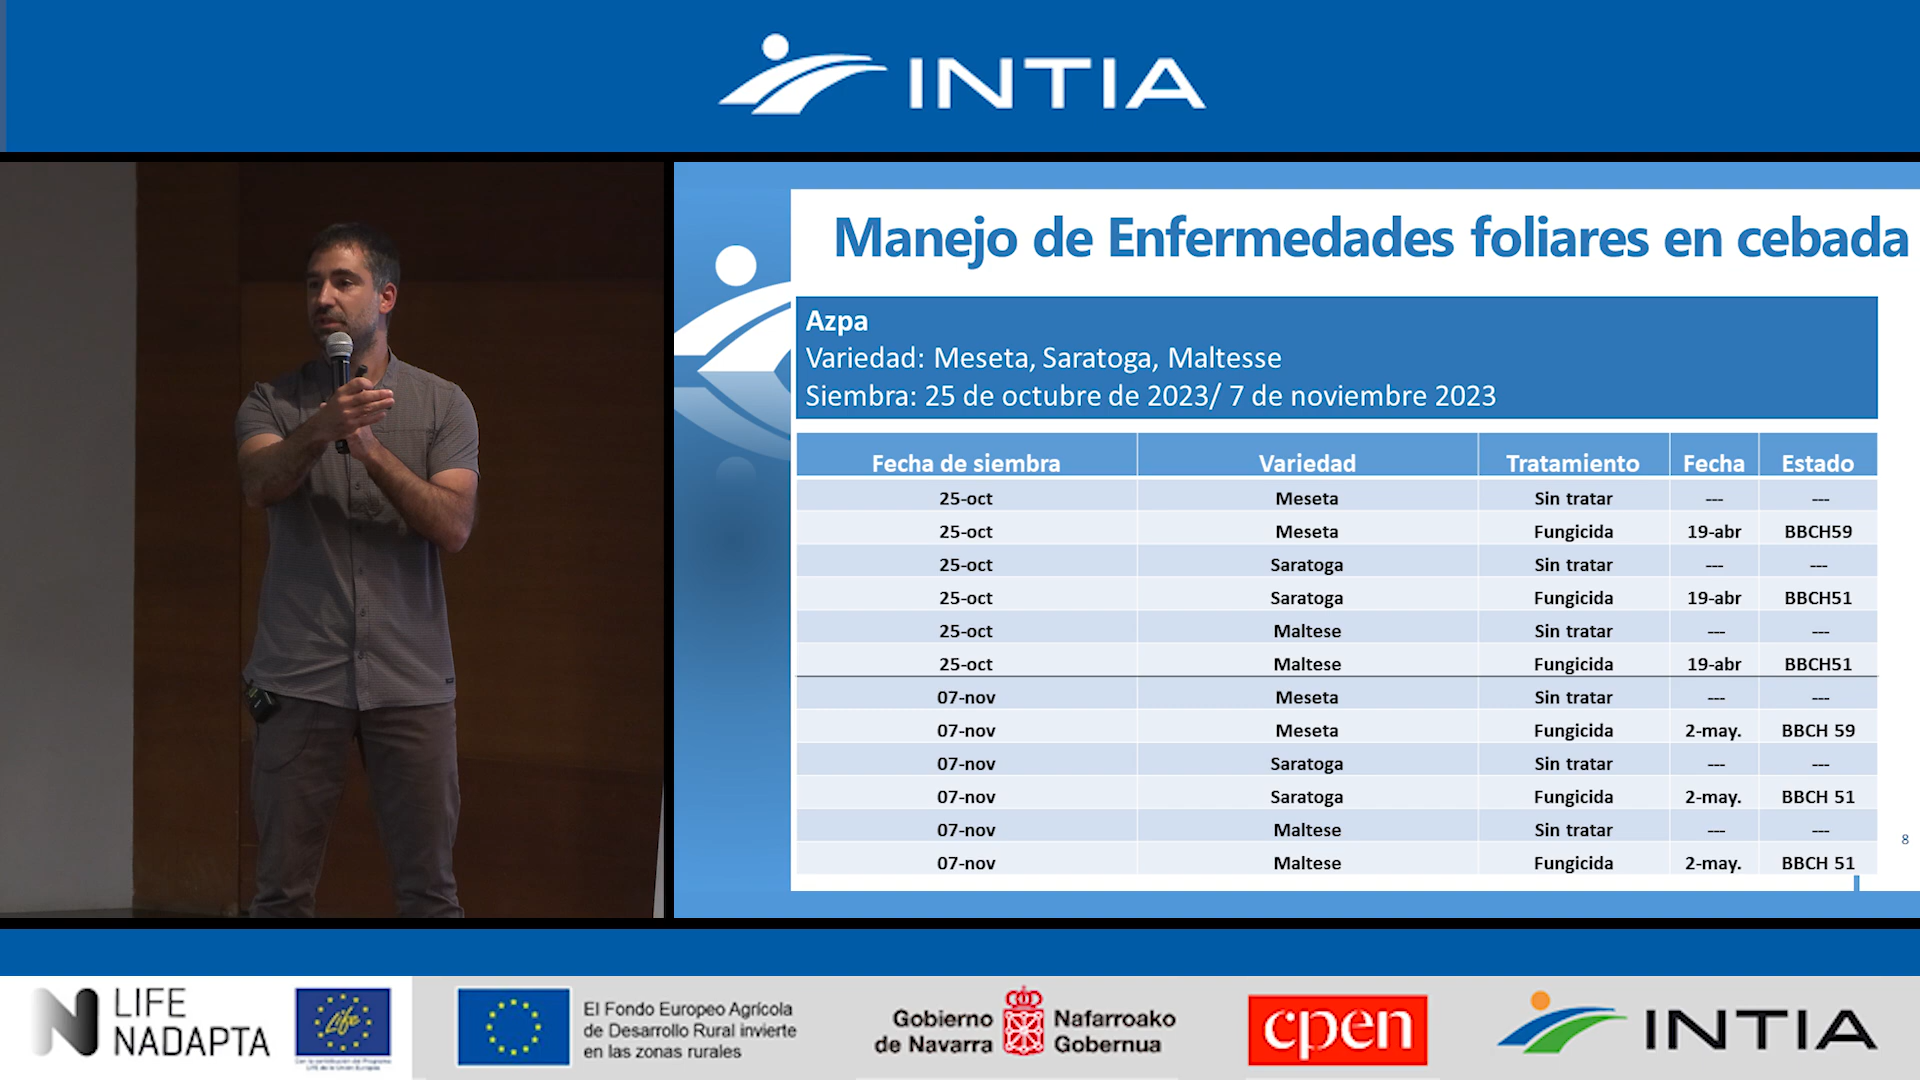 INTIA
Manejo de Enfermedades foliares en cebada
Azpa
Variedad: Meseta, Saratoga, Maltesse
Siembra: 25 de octubre de 2023/ 7 de noviembre 2023
Fecha de siembra Variedad Tratamiento Fecha Estado
25-oct Meseta Sin tratar --- ---
25-oct Meseta Fungicida 19-abr BBCH59
25-oct Saratoga Sin tratar --- ---
25-oct Saratoga Fungicida 19-abr BBCH51
25-oct Maltese Sin tratar --- ---
25-oct Maltese Fungicida 19-abr BBCH51
07-nov Meseta Sin tratar --- ---
07-nov Meseta Fungicida 2-may. BBCH 59
07-nov Saratoga Sin tratar --- ---
07-nov Saratoga Fungicida 2-may. BBCH 51
07-nov Maltese Sin tratar --- ---
07-nov Maltese Fungicida 2-may. BBCH 51
8
LIFE
NADAPTA
Life
El Fondo Europeo Agrícola
de Desarrollo Rural invierte
en las zonas rurales
Gobierno
de Navarra
Nafarroako
Gobernua
cpen
INTIA